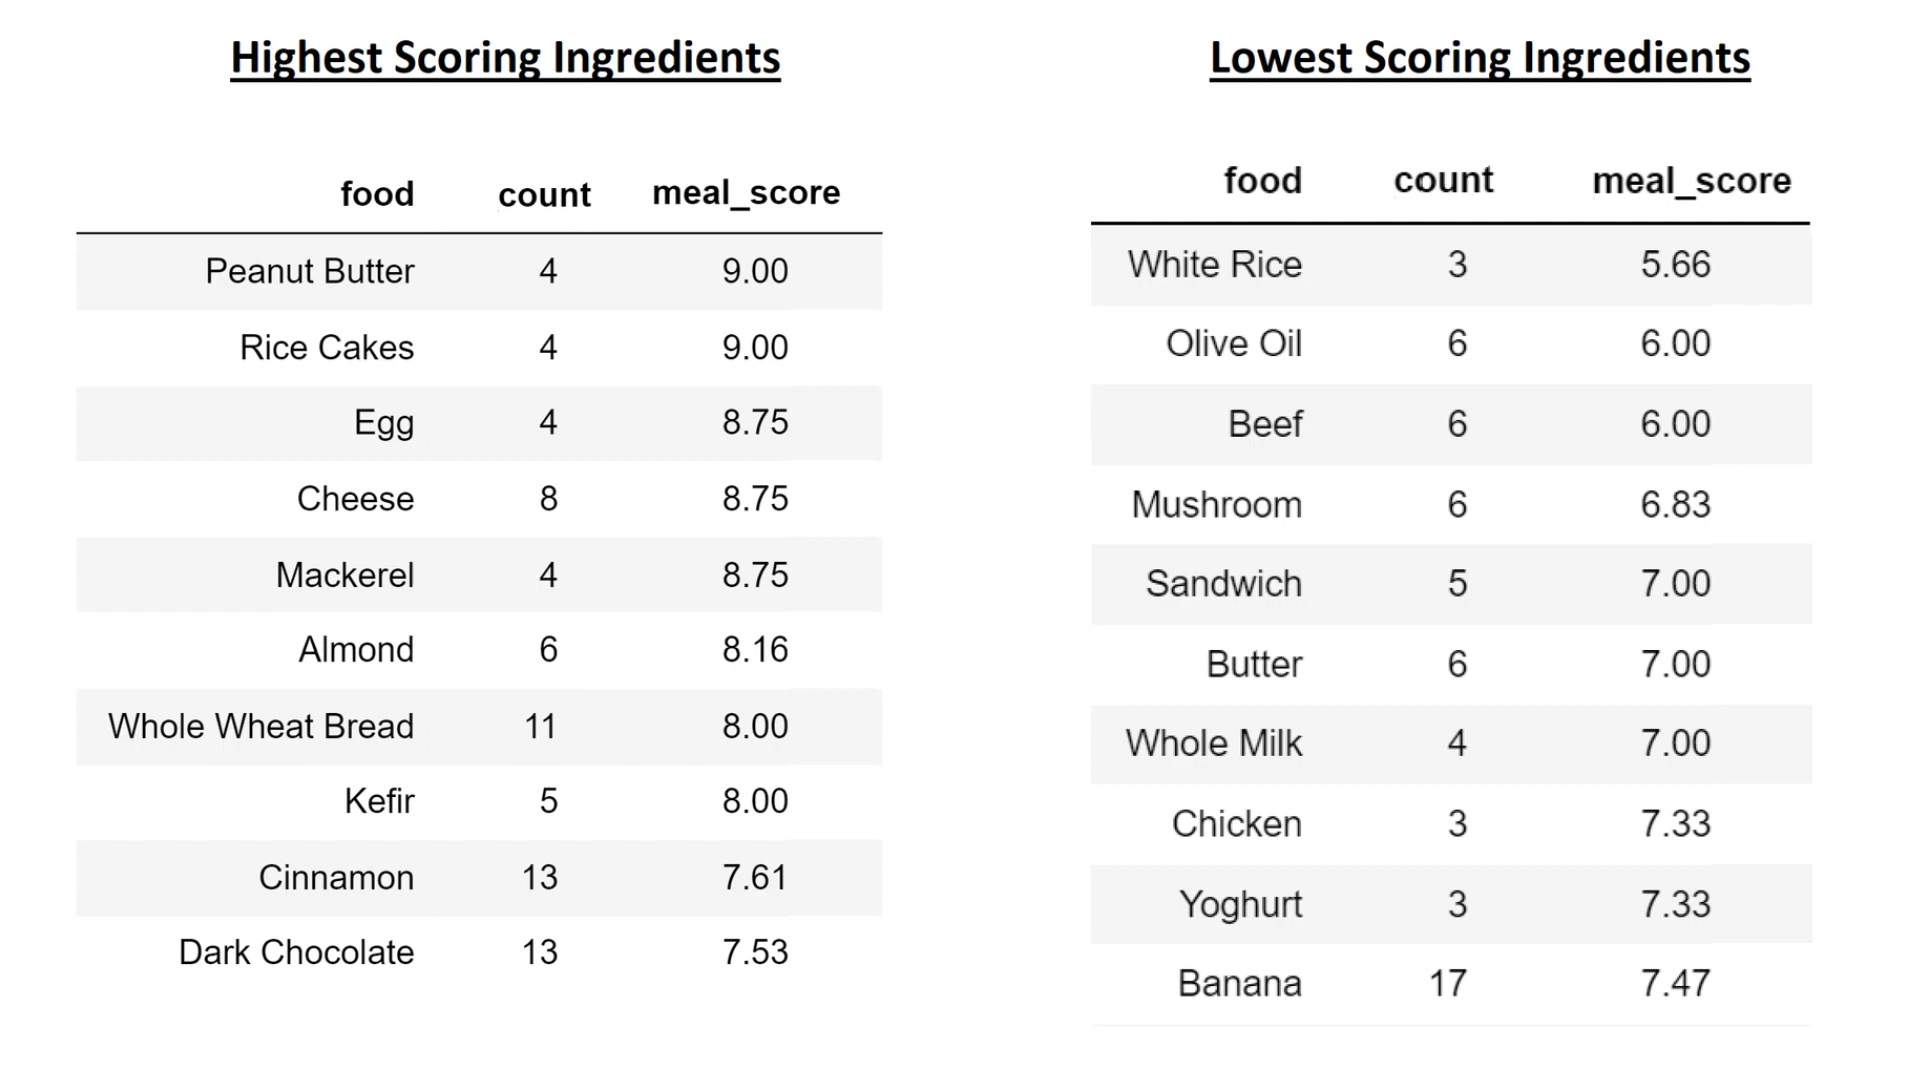 Highest Scoring Ingredients
food count meal_score
Peanut Butter 4 9.00
Rice Cakes 4 9.00
Egg 4 8.75
Cheese 8 8.75
Mackerel 4 8.75
Almond 6 8.16
Whole Wheat Bread 11 8.00
Kefir 5 8.00
Cinnamon 13 7.61
Dark Chocolate 13 7.53
Lowest Scoring Ingredients
food count meal_score
White Rice 3 5.66
Olive Oil 6 6.00
Beef 6 6.00
Mushroom 6 6.83
Sandwich 5 7.00
Butter 6 7.00
Whole Milk 4 7.00
Chicken 3 7.33
Yoghurt 3 7.33
Banana 17 7.47